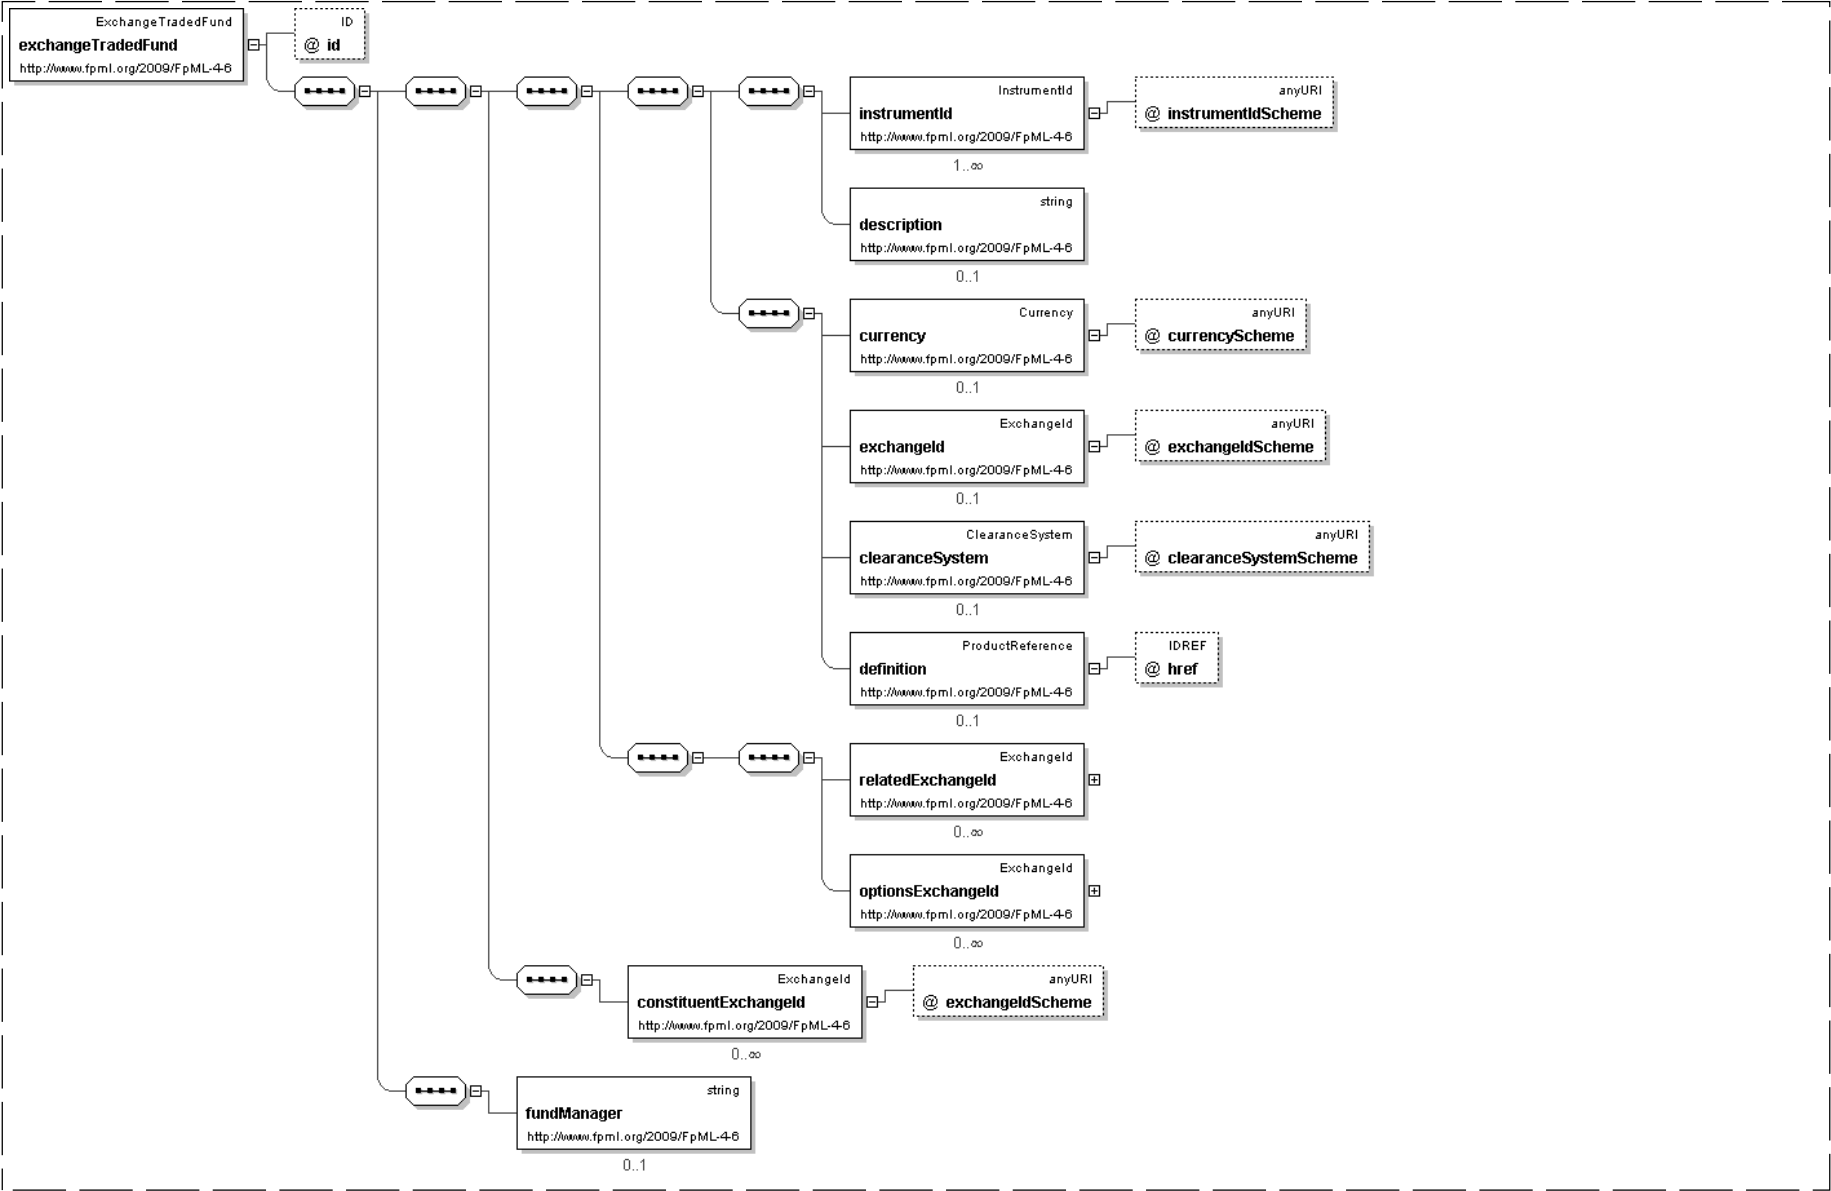 ExchangeTradedFund
exchangeTradedFund
http://www.fpml.org/2009/FpML-4-6
ID
@ id
InstrumentId
instrumentId
http://www.fpml.org/2009/FpML-4-6
1..∞
anyURI
@ instrumentIdScheme
string
description
http://www.fpml.org/2009/FpML-4-6
0..1
Currency
currency
http://www.fpml.org/2009/FpML-4-6
0..1
anyURI
@ currencyScheme
ExchangeId
exchangeId
http://www.fpml.org/2009/FpML-4-6
0..1
anyURI
@ exchangeIdScheme
ClearanceSystem
clearanceSystem
http://www.fpml.org/2009/FpML-4-6
0..1
anyURI
@ clearanceSystemScheme
ProductReference
definition
http://www.fpml.org/2009/FpML-4-6
0..1
IDREF
@ href
ExchangeId
relatedExchangeId
http://www.fpml.org/2009/FpML-4-6
0..∞
ExchangeId
optionsExchangeId
http://www.fpml.org/2009/FpML-4-6
0..∞
ExchangeId
constituentExchangeId
http://www.fpml.org/2009/FpML-4-6
0..∞
anyURI
@ exchangeIdScheme
string
fundManager
http://www.fpml.org/2009/FpML-4-6
0..1